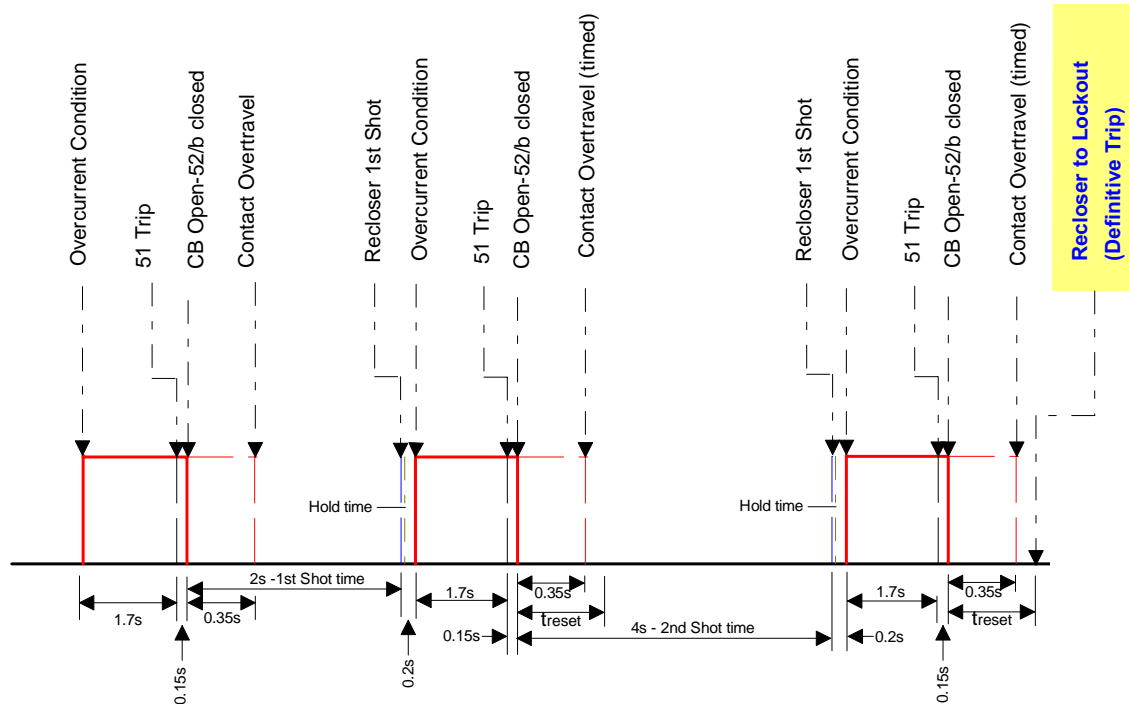 Overcurrent Condition
51 Trip
CB Open-52/b closed
Contact Overtravel
Recloser 1st Shot
Overcurrent Condition
51 Trip
CB Open-52/b closed
Contact Overtravel (timed)
Recloser 1st Shot
Overcurrent Condition
51 Trip
CB Open-52/b closed
Contact Overtravel (timed)
Recloser to Lockout
(Definitive Trip)
Hold time
Hold time
2s -1st Shot time
1.7s
0.35s
0.15s
0.2s
1.7s
0.35s
treset
0.15s
4s - 2nd Shot time
1.7s
0.2s
0.35s
treset
0.15s